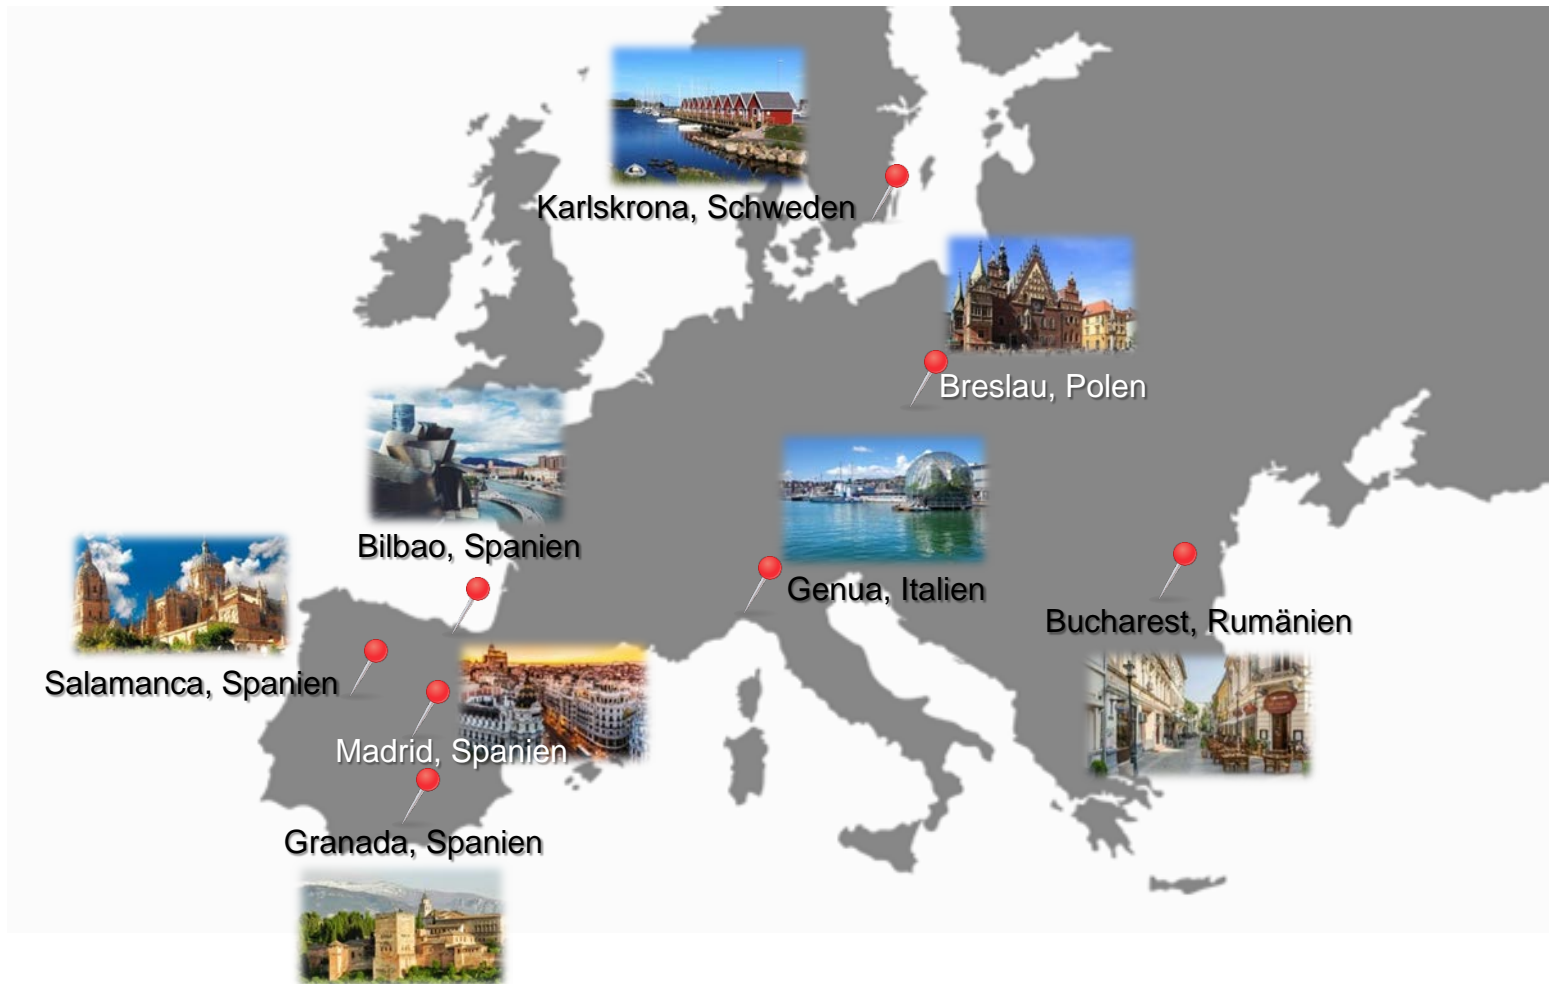 Karlskrona, Schweden
Breslau, Polen
Bilbao, Spanien
Genua, Italien
Bucharest, Rumänien
Salamanca, Spanien
Madrid, Spanien
Granada, Spanien